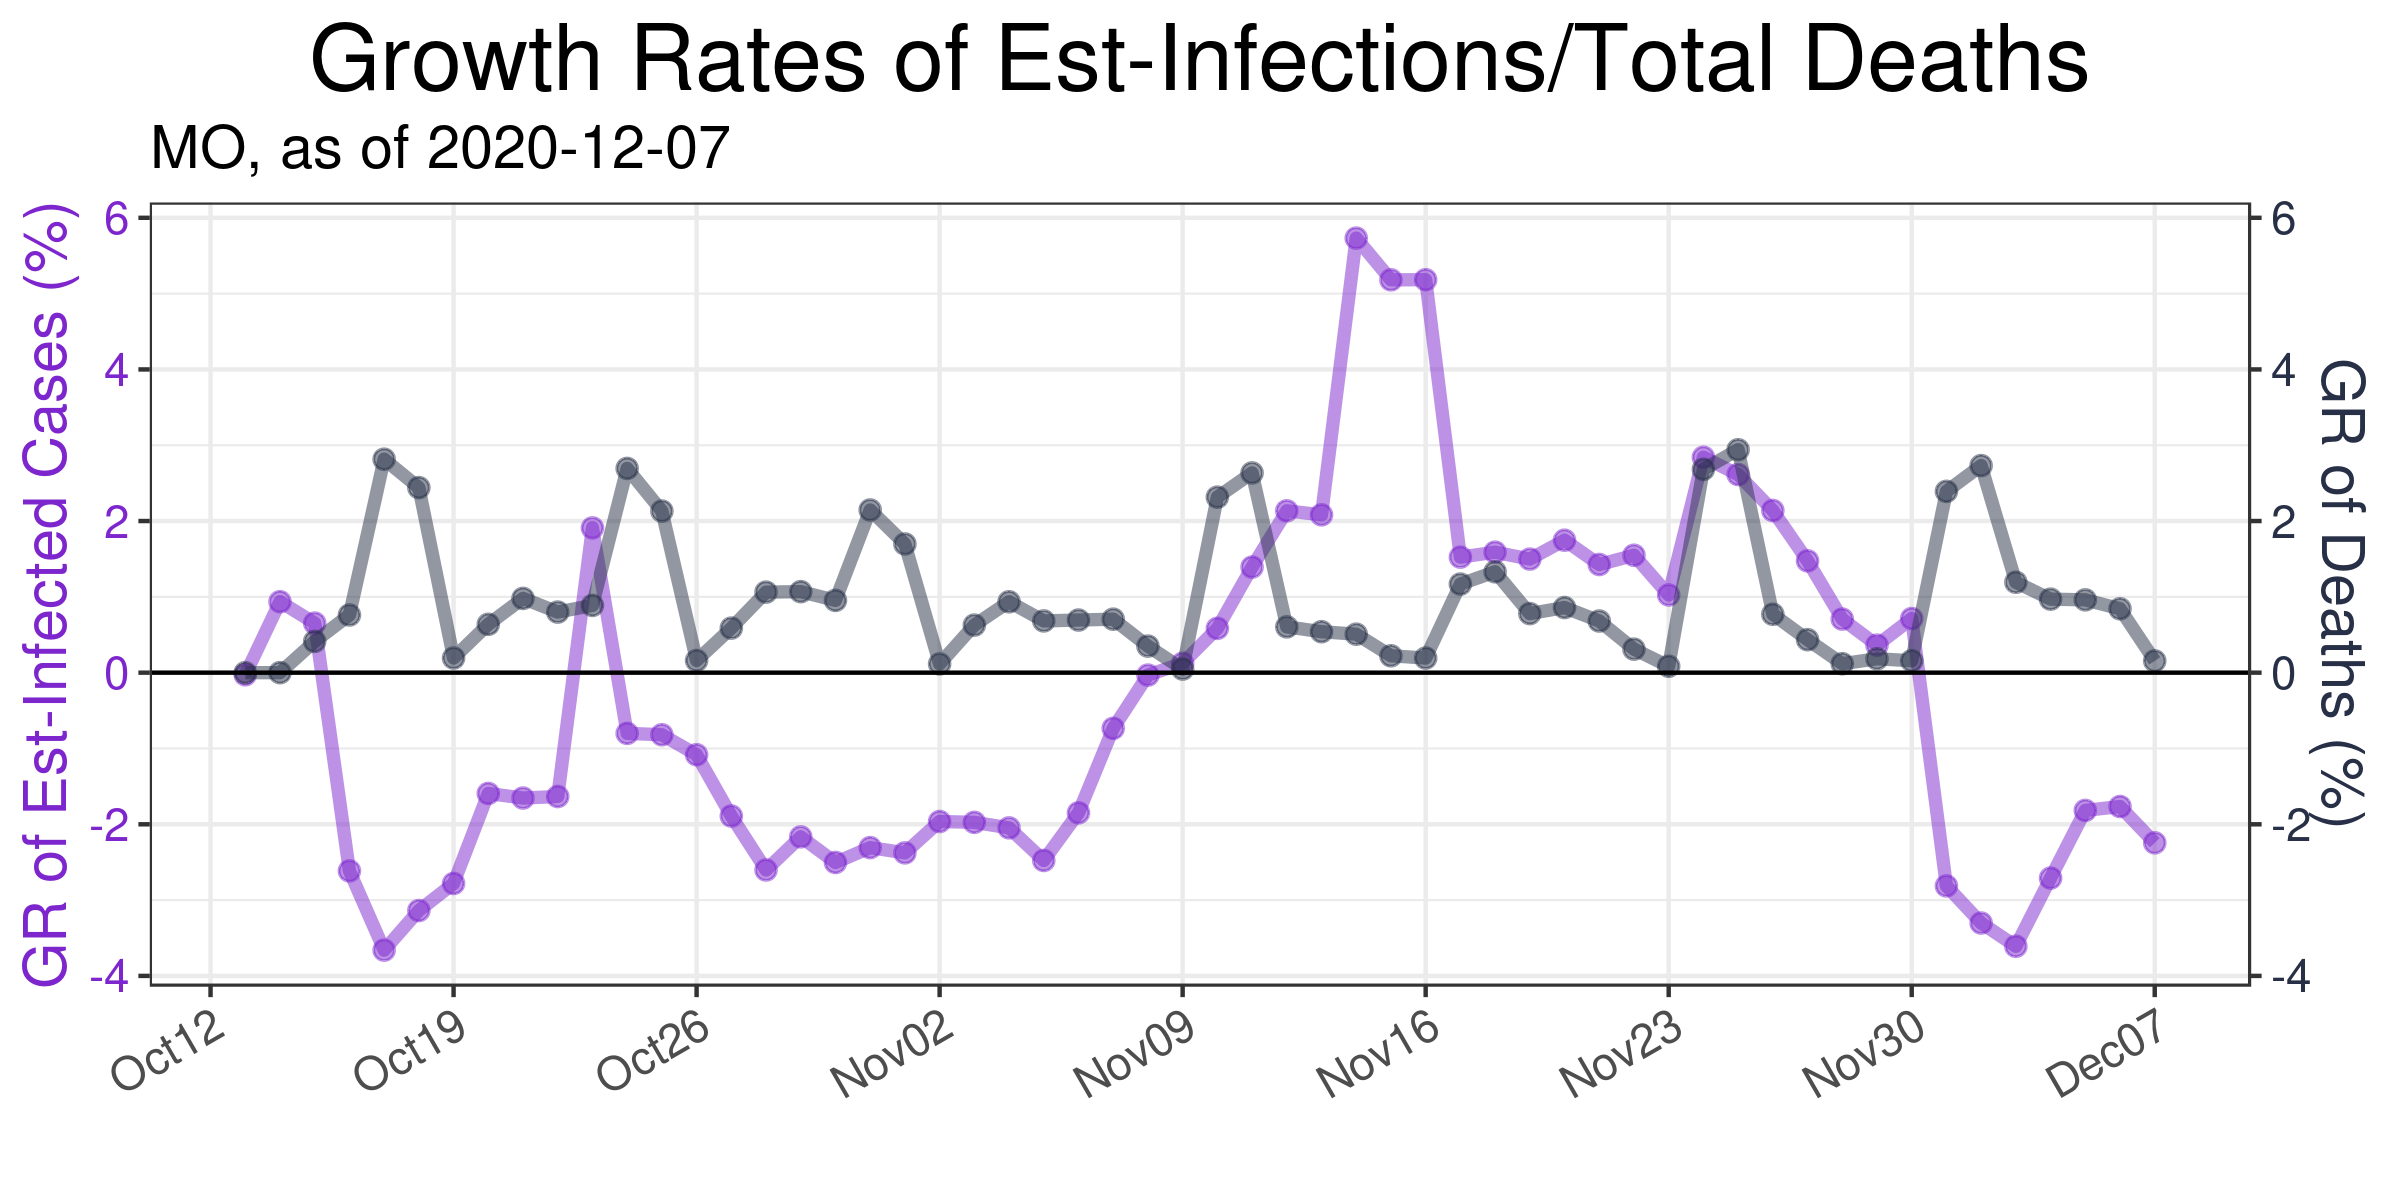 Growth Rates of Est-Infections/Total Deaths
MO, as of 2020-12-07
GR of Est-Infected Cases (%)
6
4
2
0
-2
-4
6
4
2
0
-2
-4
GR of Deaths (%)
Oct12
Oct19
Oct26
Nov02
Nov09
Nov16
Nov23
Nov30
Dec07